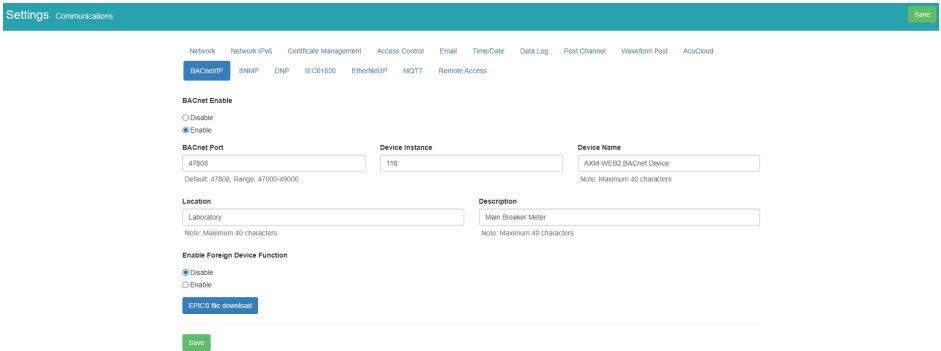 Settings Communications Save
Network Network IPv6 Certificate Management Access Control Email Time/Date Data Log Post Channel Waveform Post AcuCloud
BACnet/IP SNMP DNP IEC61850 EtherNet/IP MQTT Remote Access
BACnet Enable
Disable
Enable
BACnet Port Device Instance Device Name
47808 118 AXM-WEB2 BACnet Device
Default: 47808, Range: 47000-49000 Note: Maximum 40 characters
Location Description
Laboratory Main Breaker Meter
Note: Maximum 40 characters Note: Maximum 40 characters
Enable Foreign Device Function
Disable
Enable
EPICS file download
Save